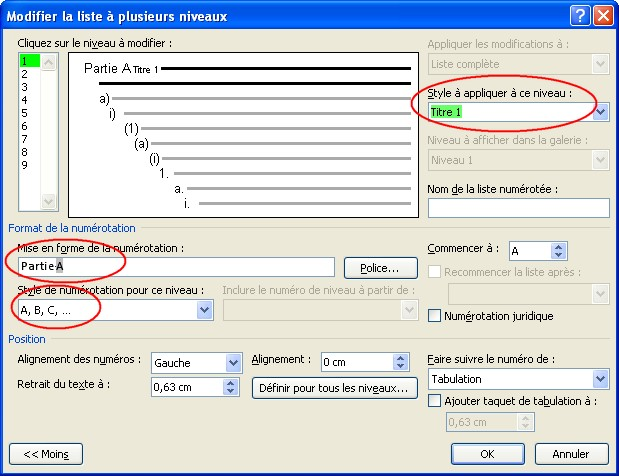 Modifier la liste à plusieurs niveaux
Cliquez sur le niveau à modifier :
1
2
3
4
5
6
7
8
9
Partie A Titre 1
a)
i)
(1)
(a)
(i)
1.
a.
i.
Appliquer les modifications à :
Liste complète
Style à appliquer à ce niveau :
Titre 1
Niveau à afficher dans la galerie :
Niveau 1
Nom de la liste numérotée :
Format de la numérotation
Mise en forme de la numérotation :
Partie A
Police...
Style de numérotation pour ce niveau :
A, B, C, ...
Inclure le numéro de niveau à partir de :
Commencer à :
A
Recommencer la liste après :
Numérotation juridique
Position
Alignement des numéros :
Gauche
Alignement :
0 cm
Retrait du texte à :
0,63 cm
Définir pour tous les niveaux...
Faire suivre le numéro de :
Tabulation
Ajouter taquet de tabulation à :
0,63 cm
<< Moins
OK
Annuler